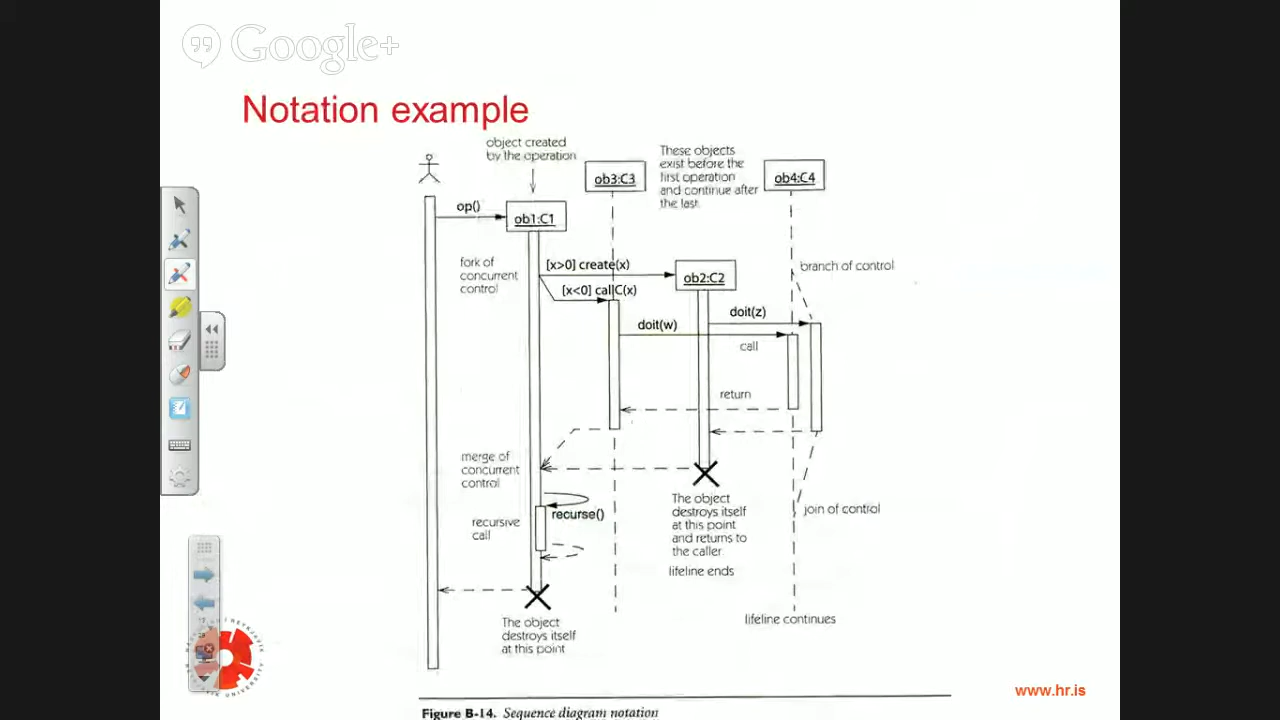 Google+
Notation example
object created
by the operation
These objects
exist before the
first operation
and continue after
the last.
ob3:C3
ob4:C4
op()
ob1:C1
fork of
concurrent
control
[x>0] create(x)
[x<0] callC(x)
ob2:C2
branch of control
doit(z)
doit(w)
call
return
merge of
concurrent
control
recurse()
recursive
call
The object
destroys itself
at this point
and returns to
the caller.
join of control
lifeline ends
The object
destroys itself
at this point
lifeline continues
www.hr.is
Figure B-14. Sequence diagram notation